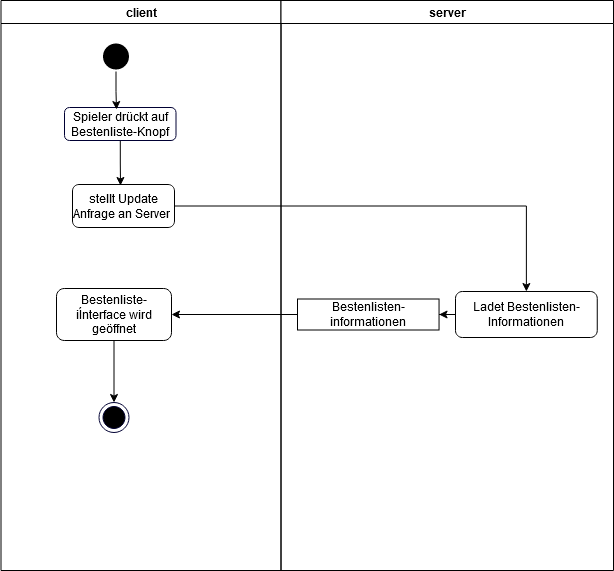 client
server
Spieler drückt auf
Bestenliste-Knopf
stellt Update
Anfrage an Server
Bestenliste-
iInterface wird
geöffnet
Bestenlisten-
informationen
Ladet Bestenlisten-
Informationen